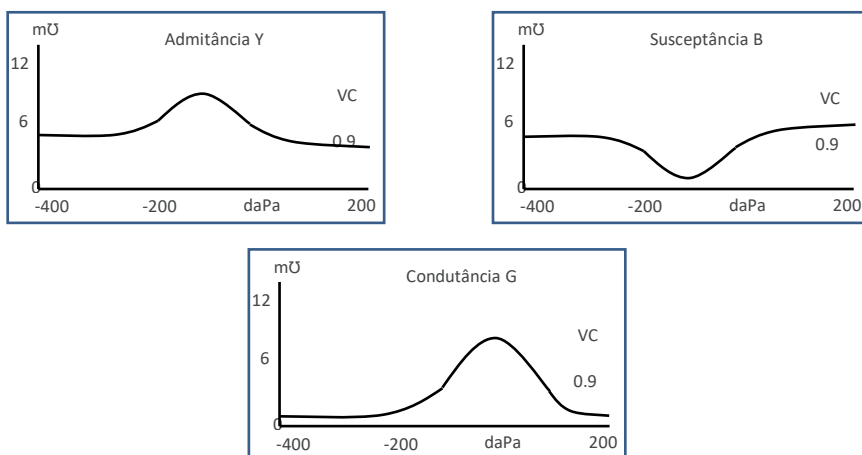 m℧
Admitância Y
12
VC
6
0.9
0
-400 -200 daPa 200
m℧
Susceptância B
12
VC
6
0.9
0
-400 -200 daPa 200
m℧
Condutância G
12
VC
6
0.9
0
-400 -200 daPa 200